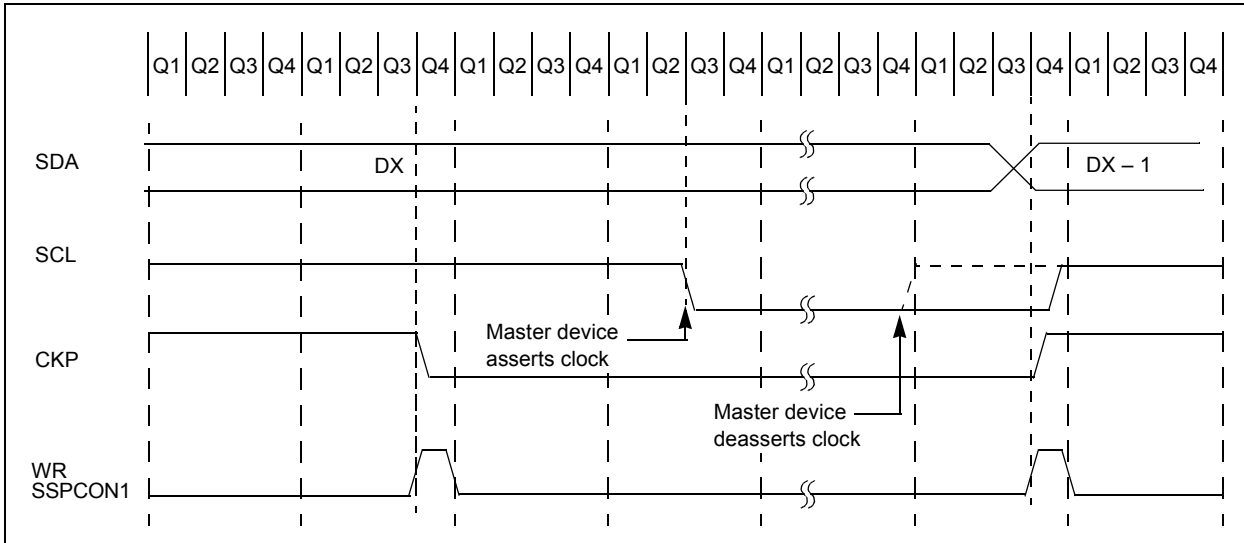 Q1 Q2 Q3 Q4 Q1 Q2 Q3 Q4 Q1 Q2 Q3 Q4 Q1 Q2 Q3 Q4 Q1 Q2 Q3 Q4 Q1 Q2 Q3 Q4 Q1 Q2 Q3 Q4
SDA
DX
DX – 1
SCL
Master device
asserts clock
CKP
Master device
deasserts clock
WR
SSPCON1